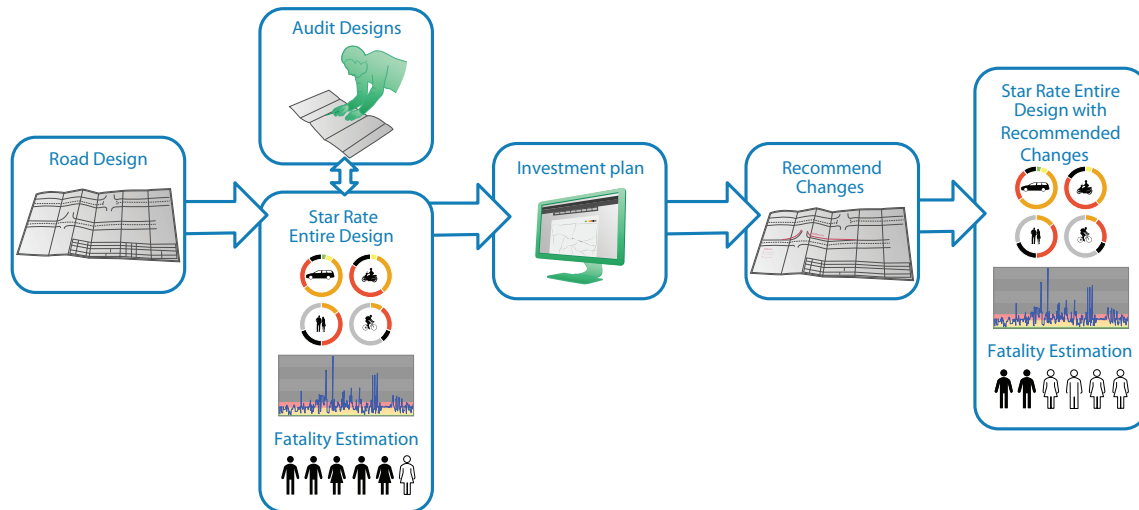 Audit Designs
Road Design
Star Rate
Entire Design
Fatality Estimation
Investment plan
Recommend
Changes
Star Rate Entire
Design with
Recommended
Changes
Fatality Estimation